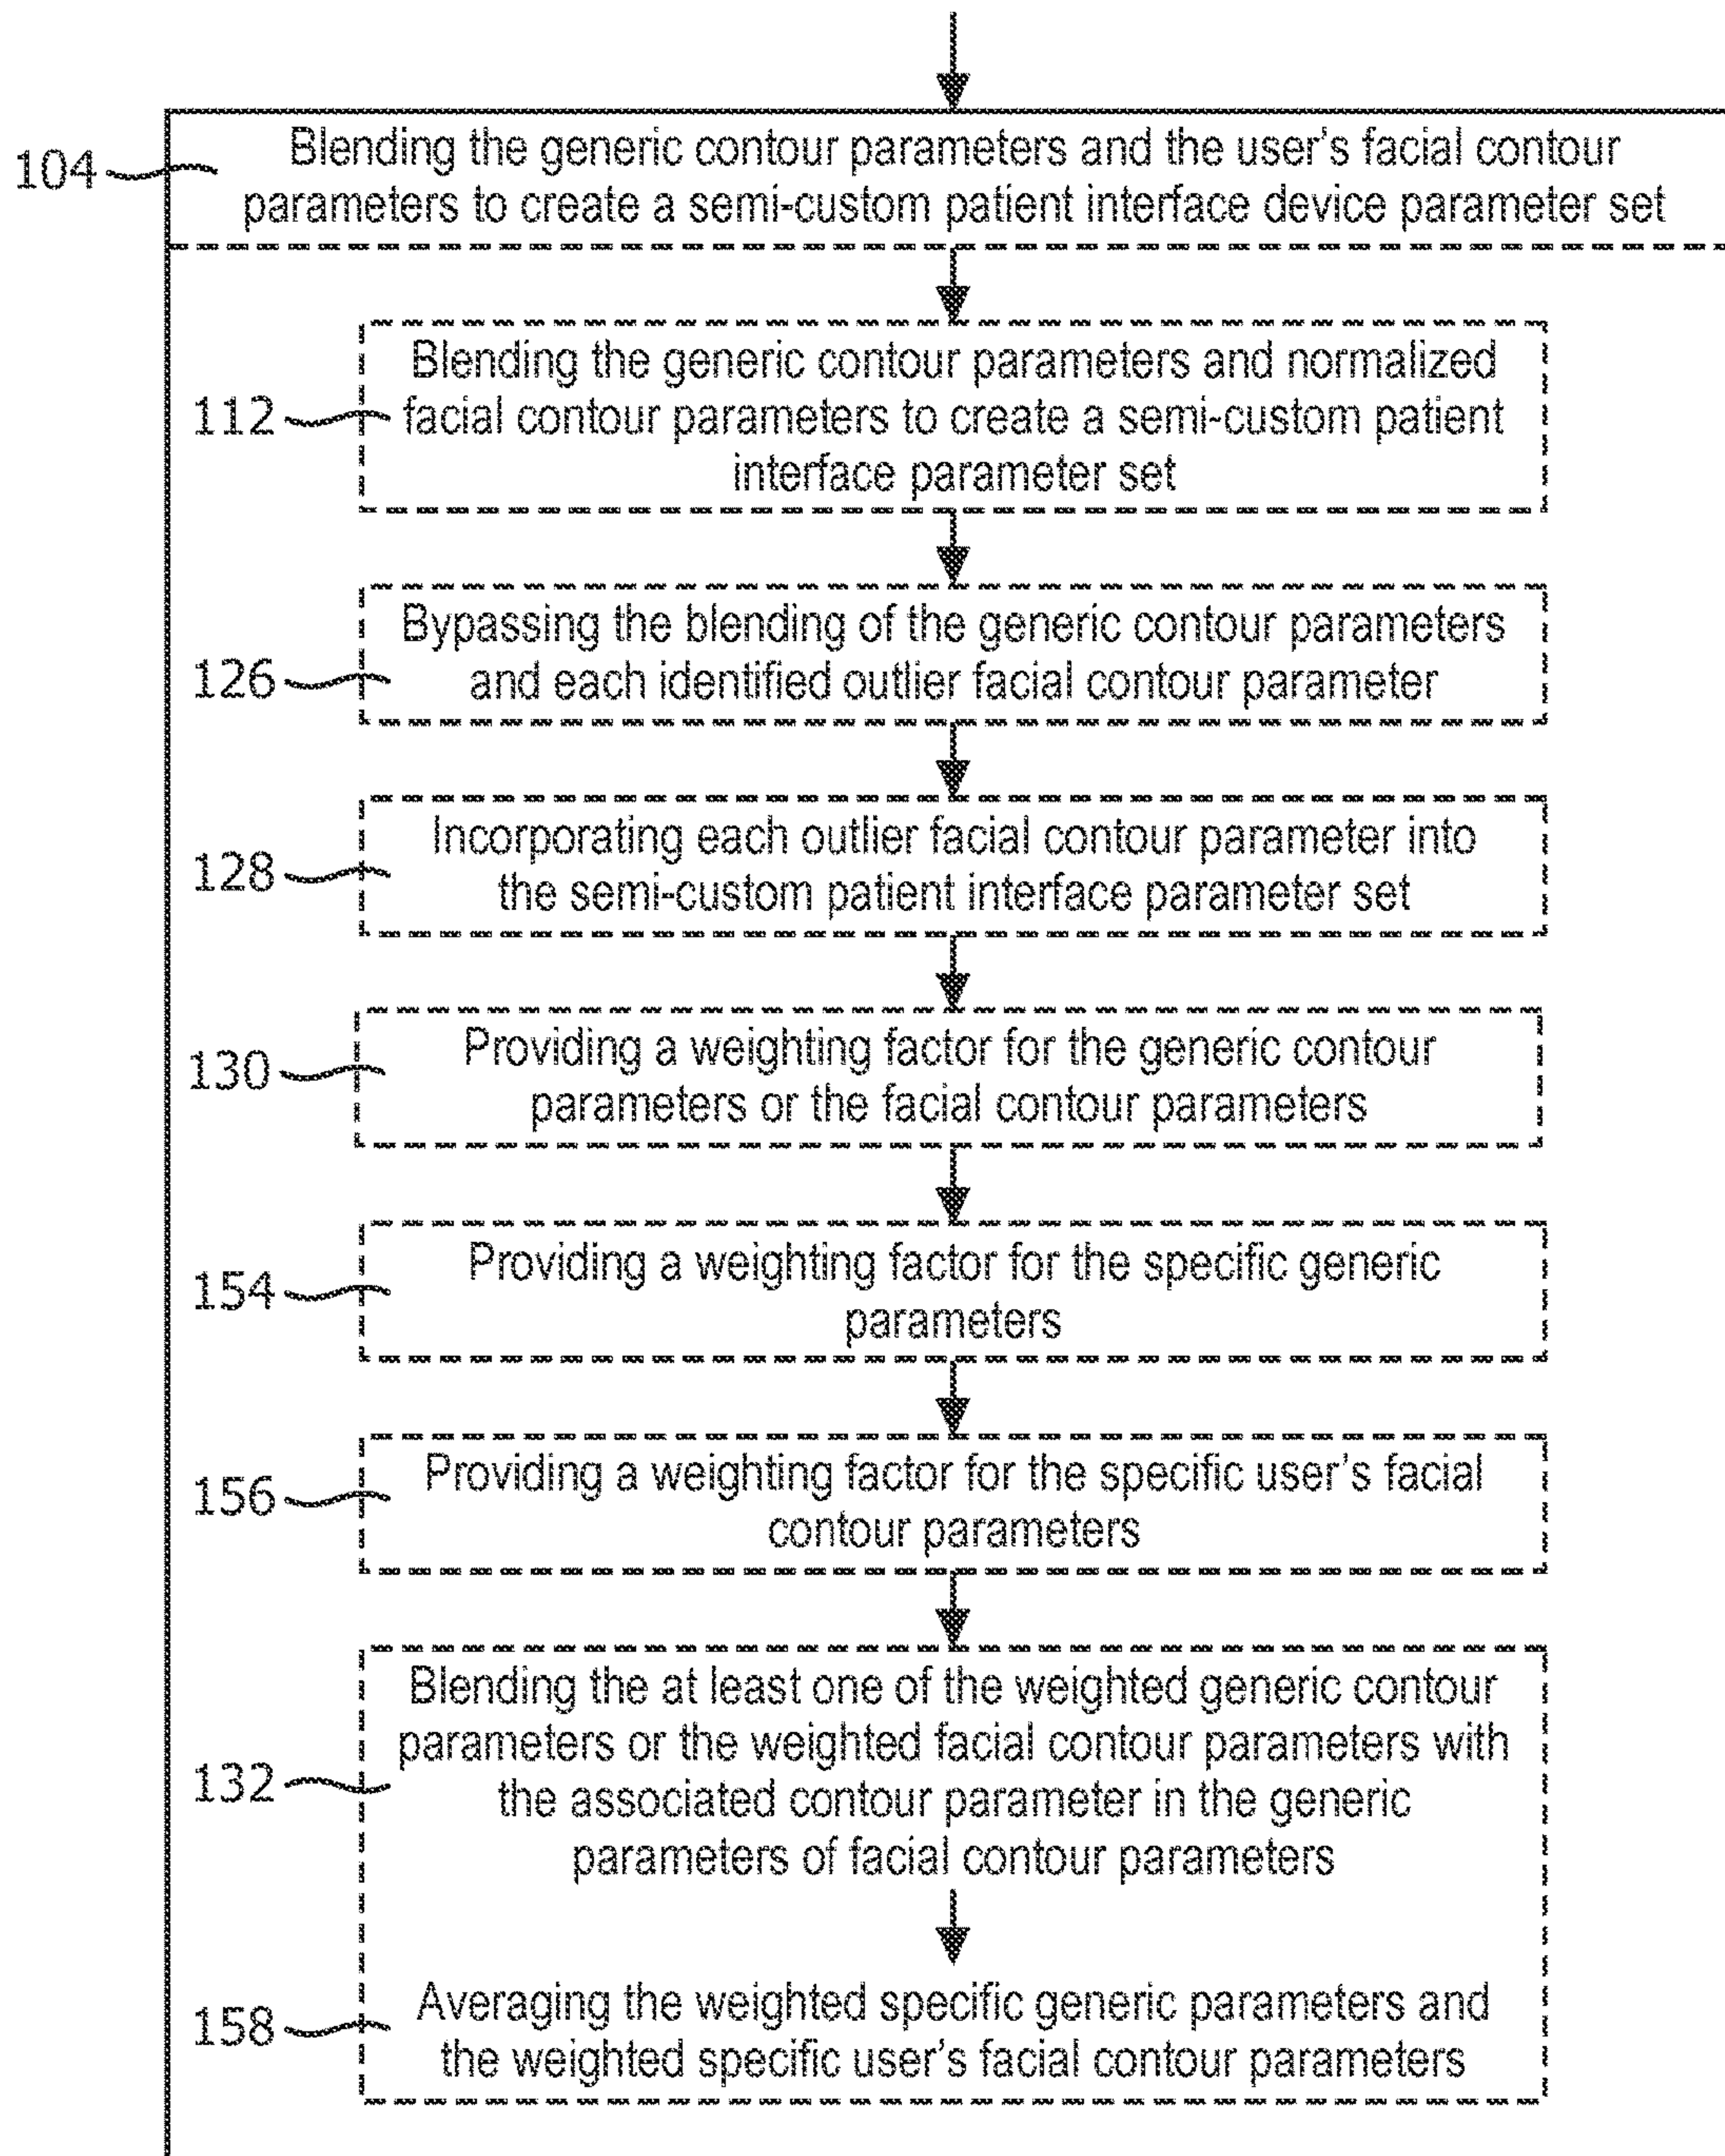 104
Blending the generic contour parameters and the user's facial contour
parameters to create a semi-custom patient interface device parameter set
112
Blending the generic contour parameters and normalized
facial contour parameters to create a semi-custom patient
interface parameter set
126
Bypassing the blending of the generic contour parameters
and each identified outlier facial contour parameter
128
Incorporating each outlier facial contour parameter into
the semi-custom patient interface parameter set
130
Providing a weighting factor for the generic contour
parameters or the facial contour parameters
154
Providing a weighting factor for the specific generic
parameters
156
Providing a weighting factor for the specific user's facial
contour parameters
132
Blending the at least one of the weighted generic contour
parameters or the weighted facial contour parameters with
the associated contour parameter in the generic
parameters of facial contour parameters
158
Averaging the weighted specific generic parameters and
the weighted specific user's facial contour parameters